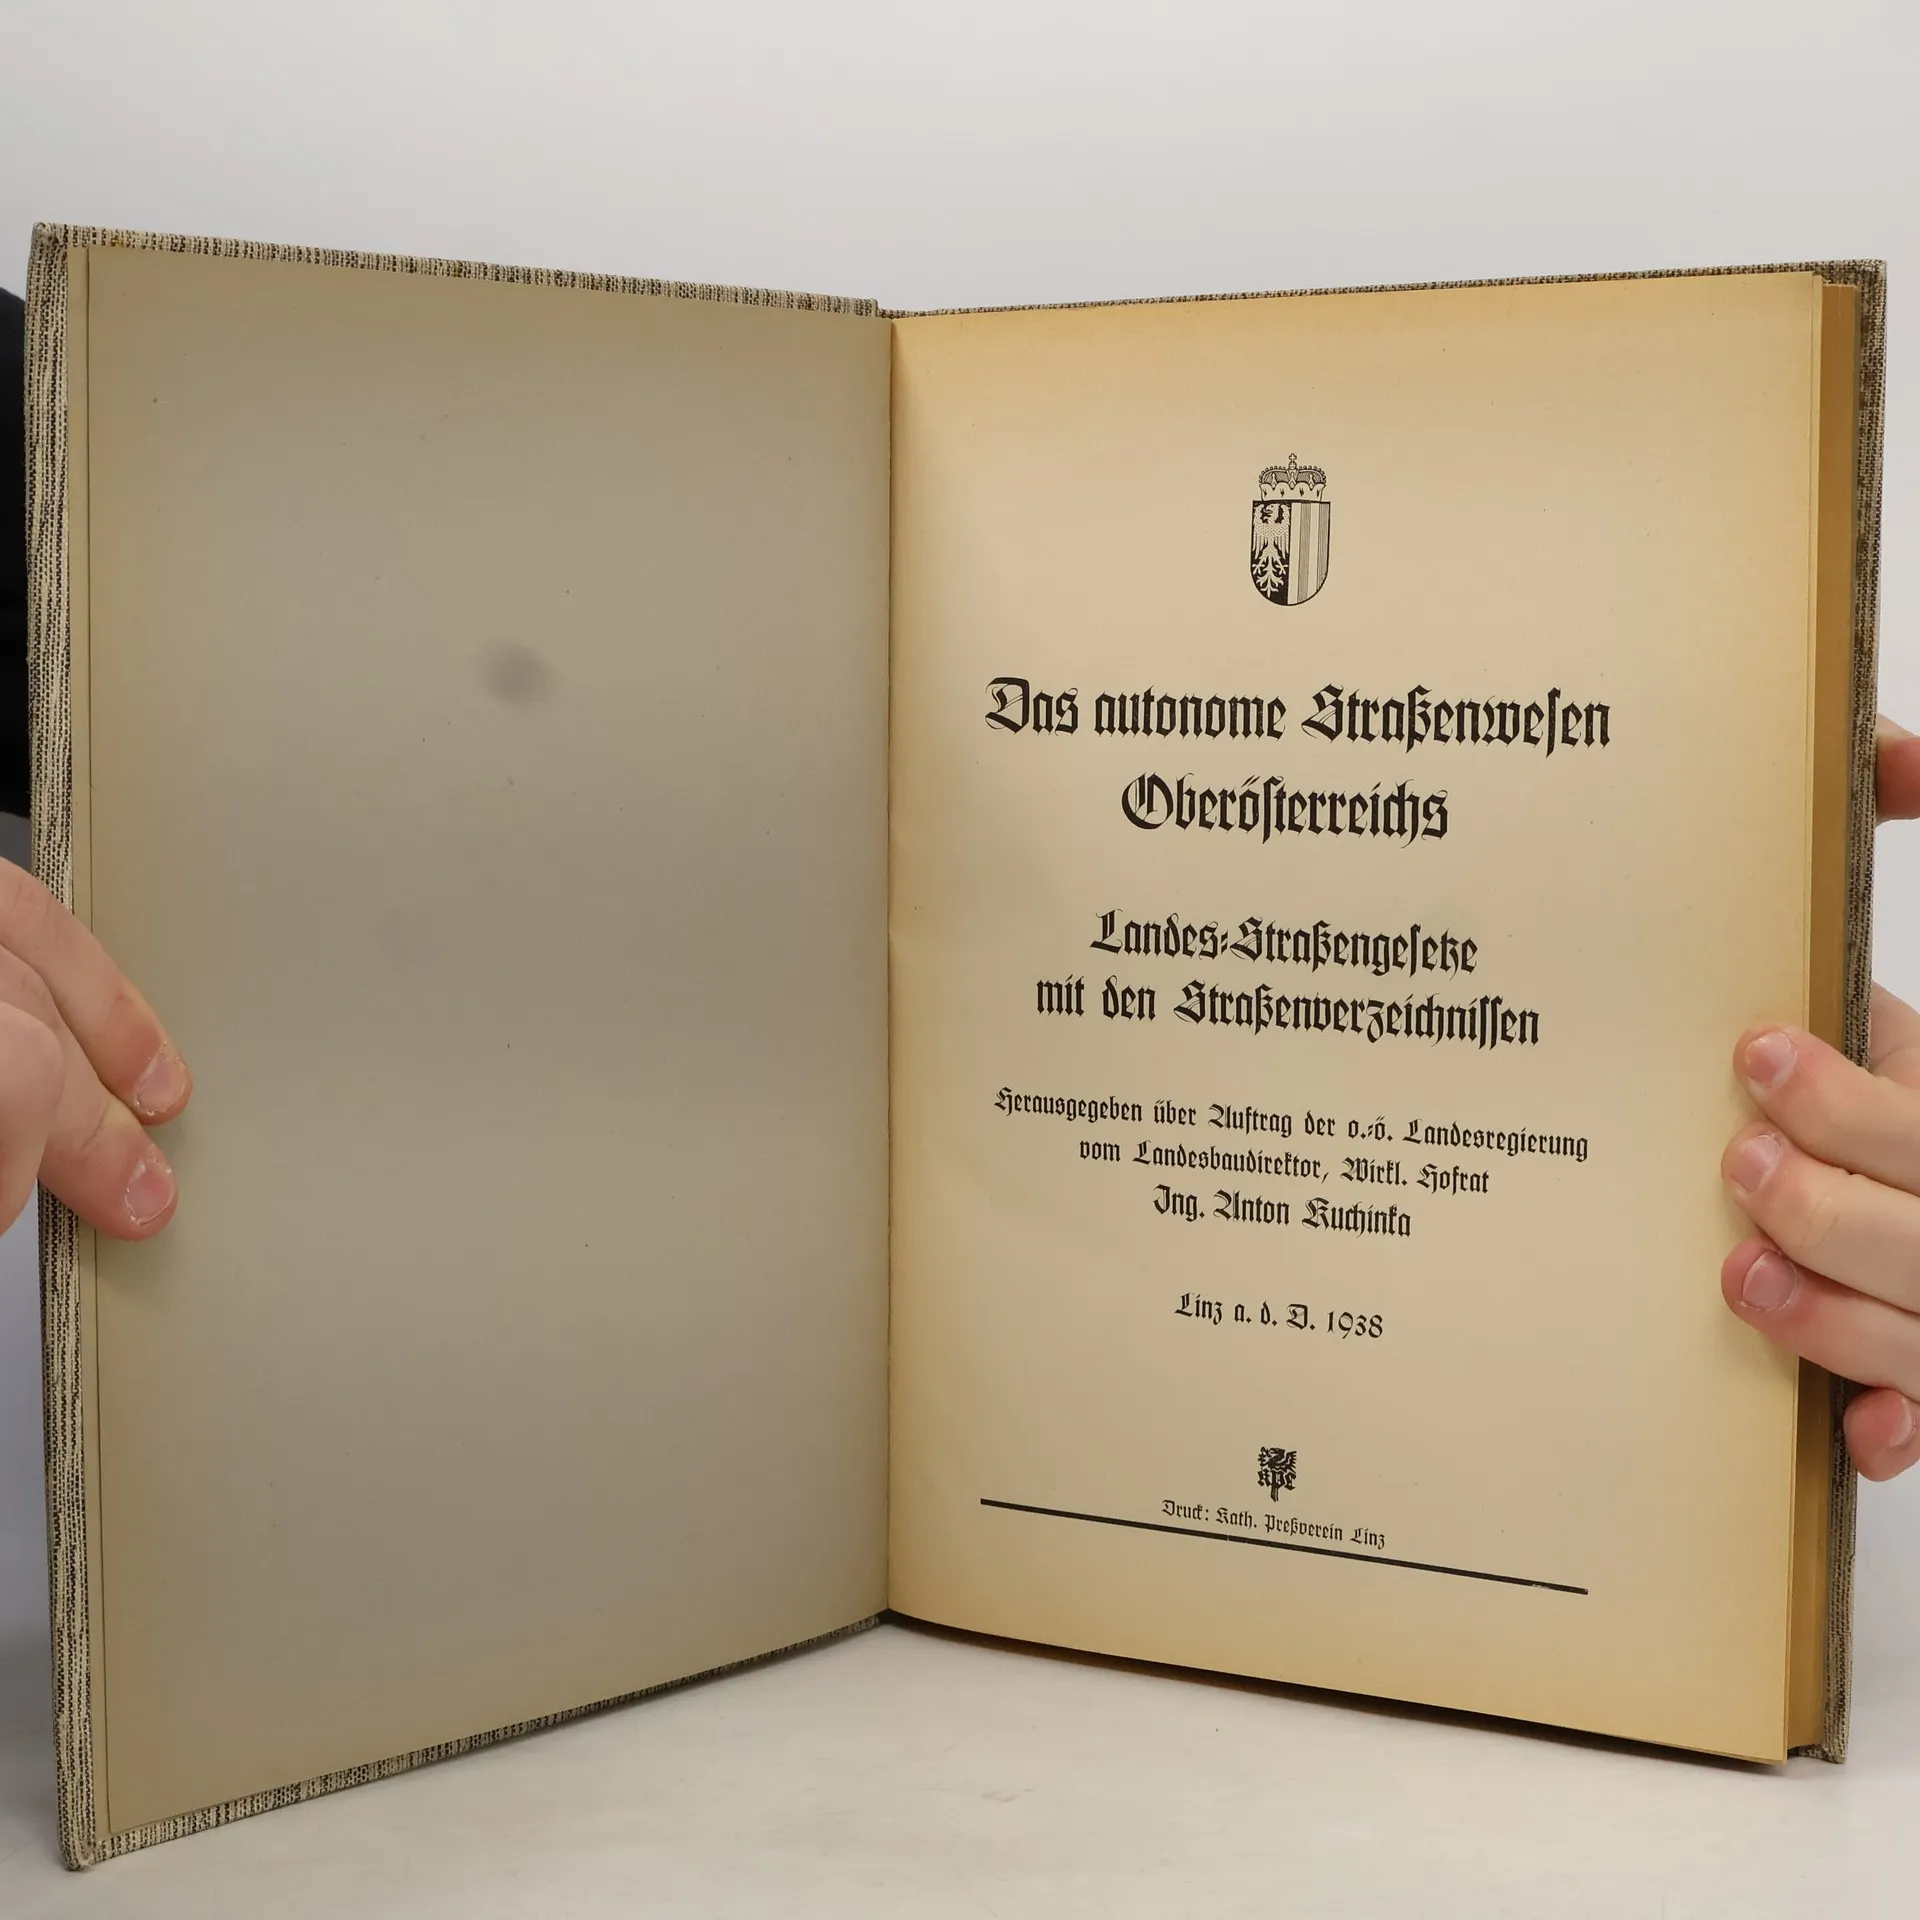 Das autonome Straßenweſen
Oberöſterreichs
Landes⸗Straßengeſetze
mit den Straßenverzeichniſſen
Herausgegeben über Auftrag der o.⸗ö. Landesregierung
vom Landesbaudirektor, Wirkl. Hofrat
Ing. Anton Kuchinka
Linz a. d. D. 1938
KPL
Druck: Kath. Preßverein Linz